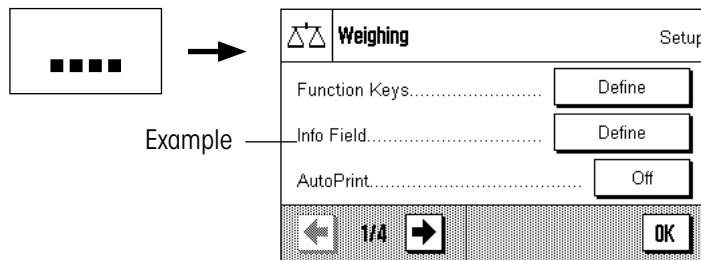 Weighing Setup
Function Keys........................ Define
Example Info Field................................ Define
AutoPrint...................................... Off
1/4 OK